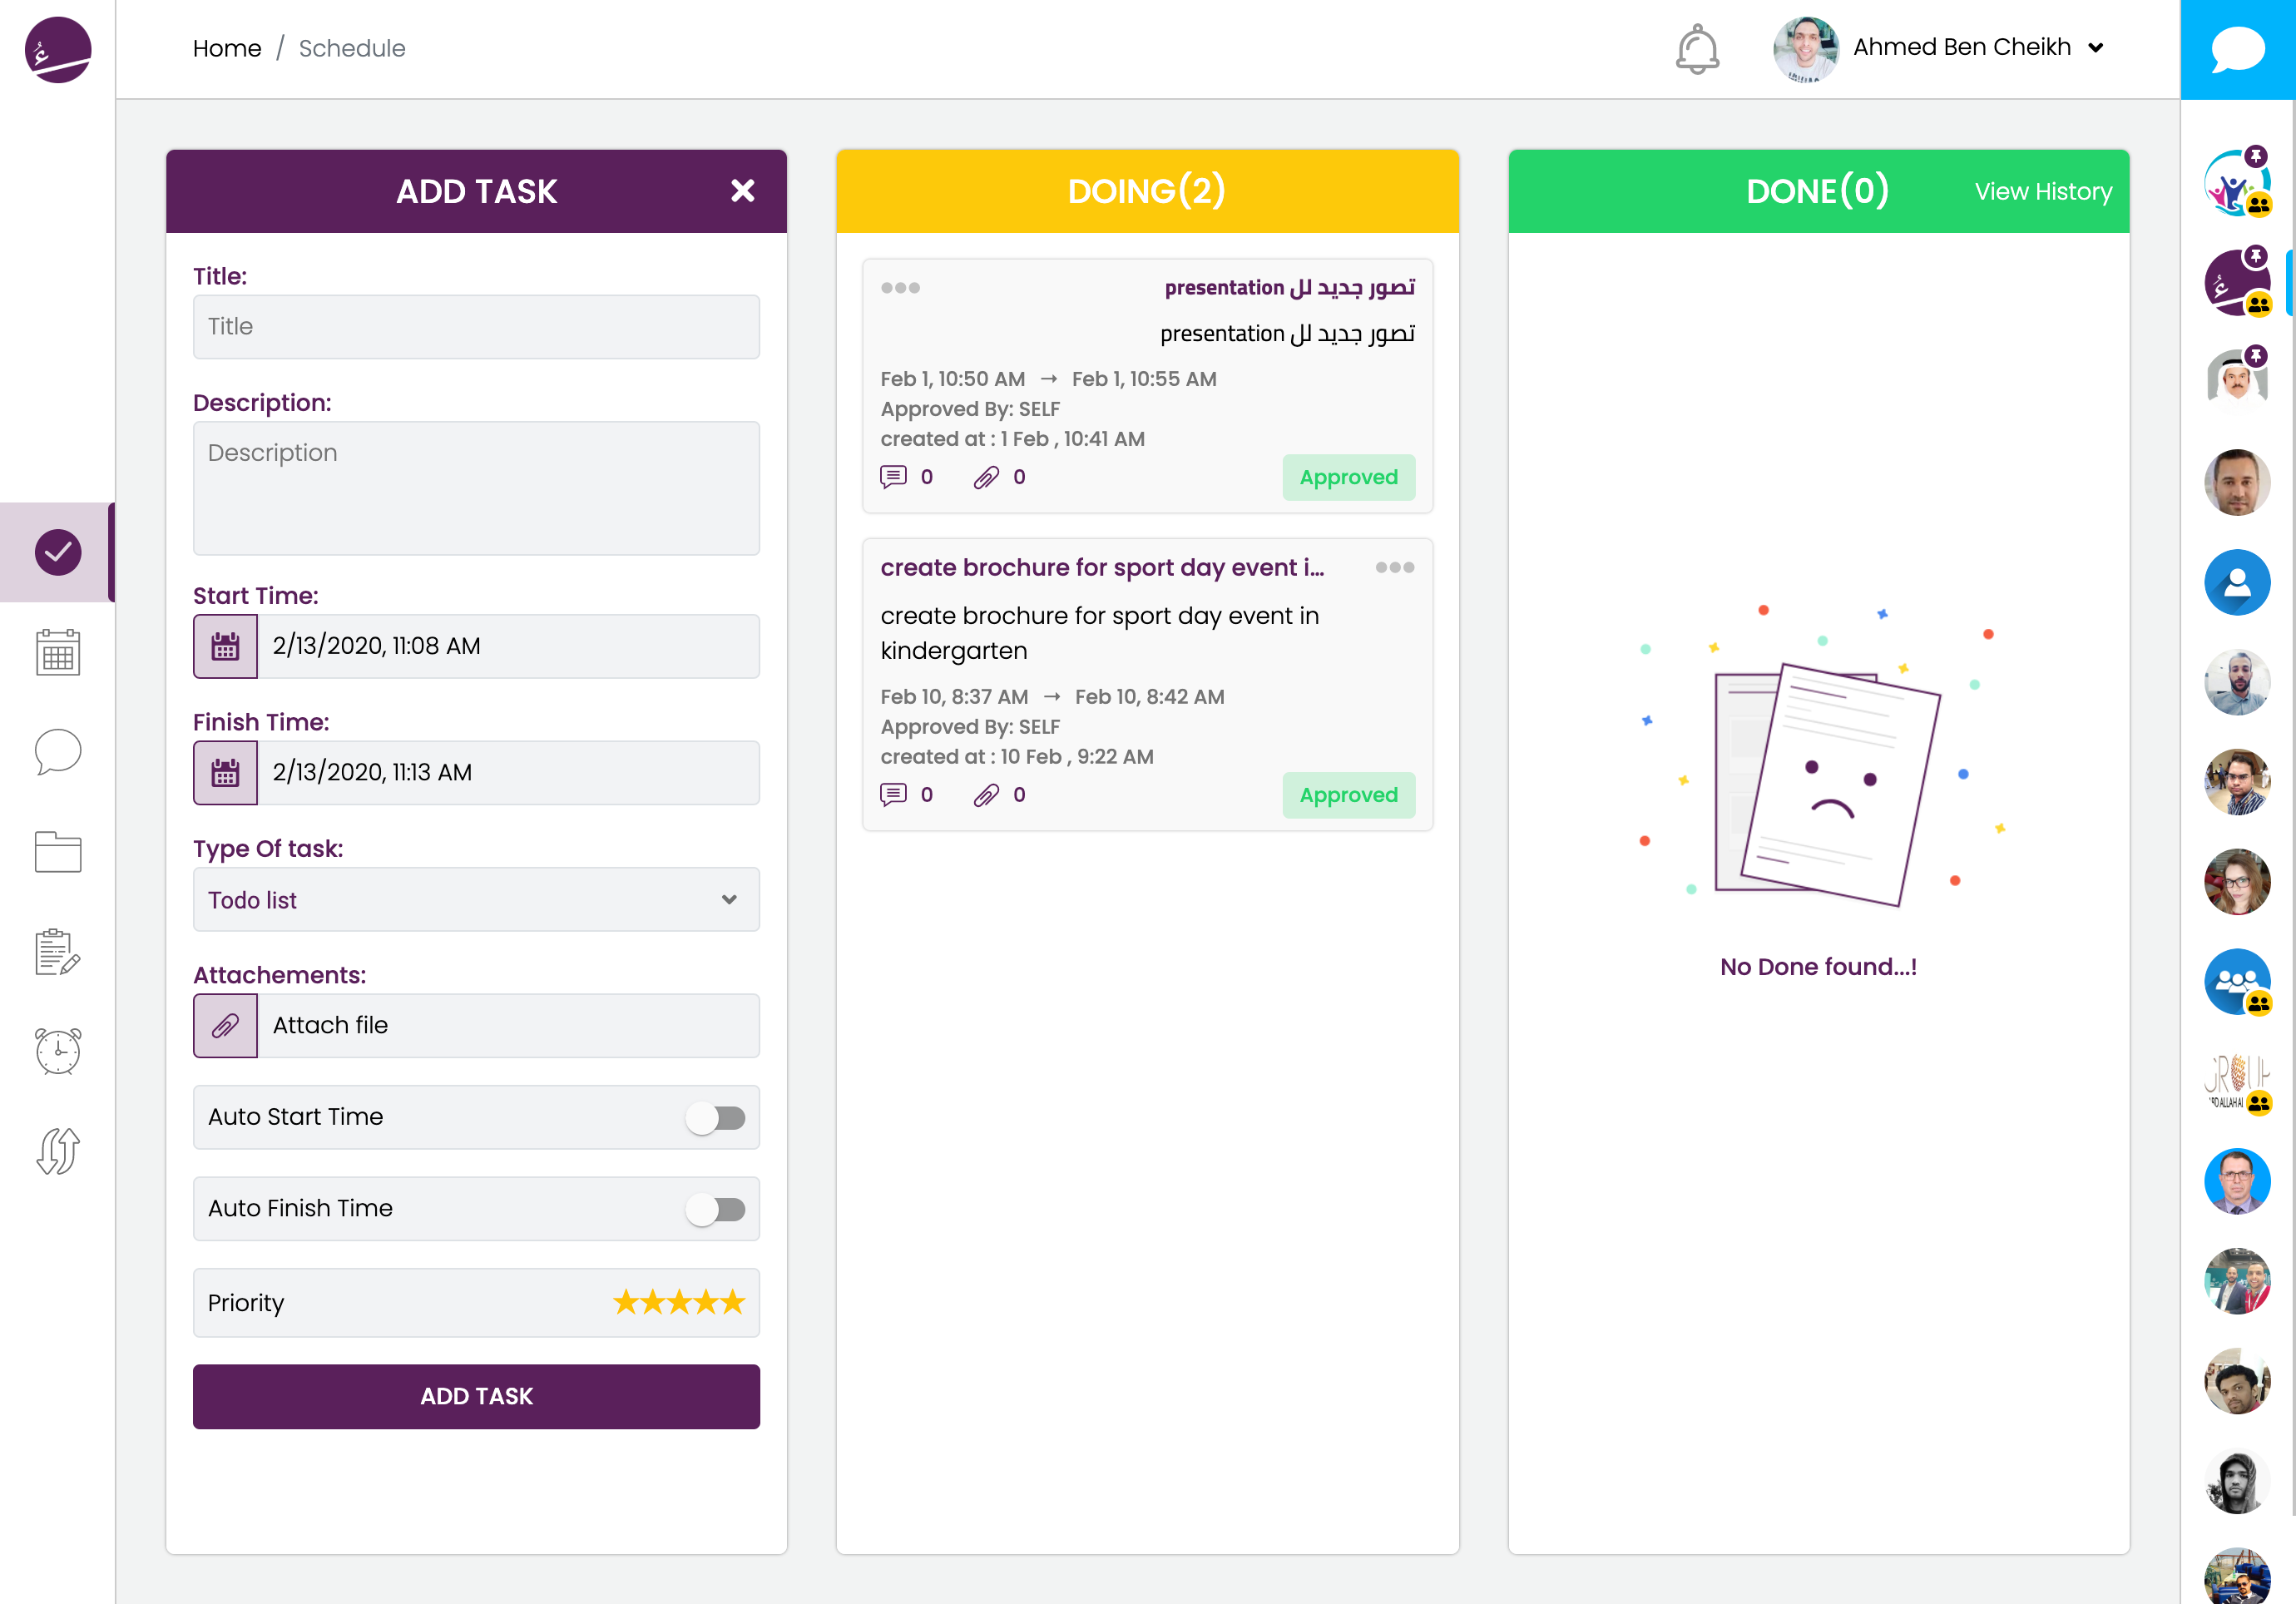 Home / Schedule
Ahmed Ben Cheikh
ADD TASK
Title:
Title
Description:
Description
Start Time:
2/13/2020, 11:08 AM
Finish Time:
2/13/2020, 11:13 AM
Type Of task:
Todo list
Attachements:
Attach file
Auto Start Time
Auto Finish Time
Priority
ADD TASK
DOING(2)
تصور جديد لل presentation
تصور جديد لل presentation
Feb 1, 10:50 AM → Feb 1, 10:55 AM
Approved By: SELF
created at : 1 Feb , 10:41 AM
0 0 Approved
create brochure for sport day event i...
create brochure for sport day event in
kindergarten
Feb 10, 8:37 AM → Feb 10, 8:42 AM
Approved By: SELF
created at : 10 Feb , 9:22 AM
0 0 Approved
DONE(0)
View History
No Done found...!